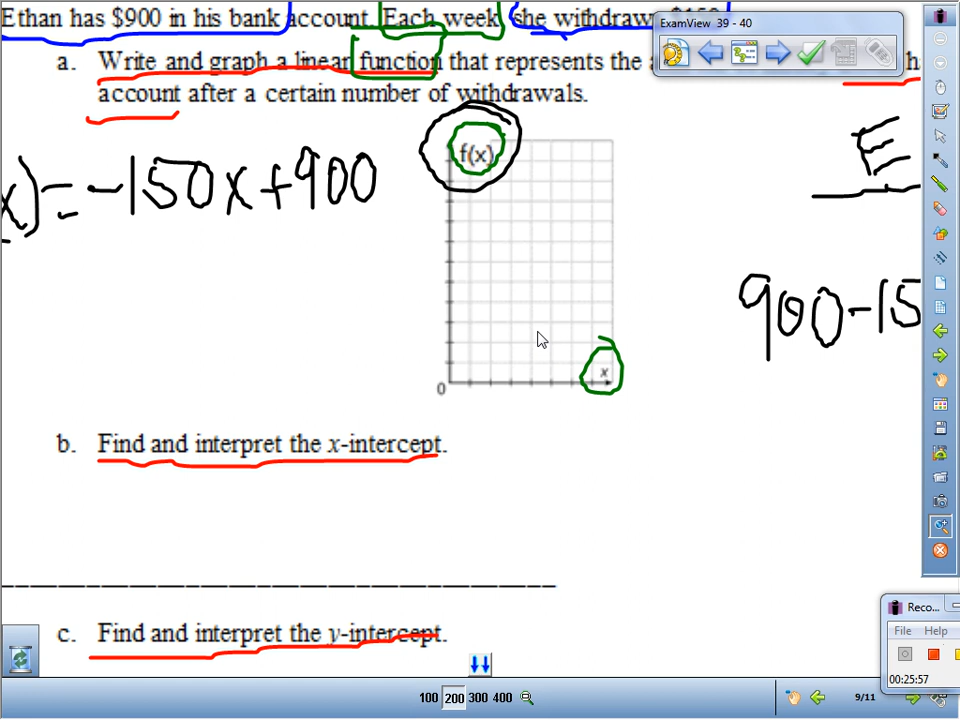 Ethan has $900 in his bank account. Each week, she withdraws $150.
ExamView 39 - 40
a. Write and graph a linear function that represents the
account after a certain number of withdrawals.
f(x)
x) = -150x+900
E
900-15
x
0
b. Find and interpret the x-intercept.
c. Find and interpret the y-intercept.
Reco...
File Help
00:25:57
100 200 300 400
9/11